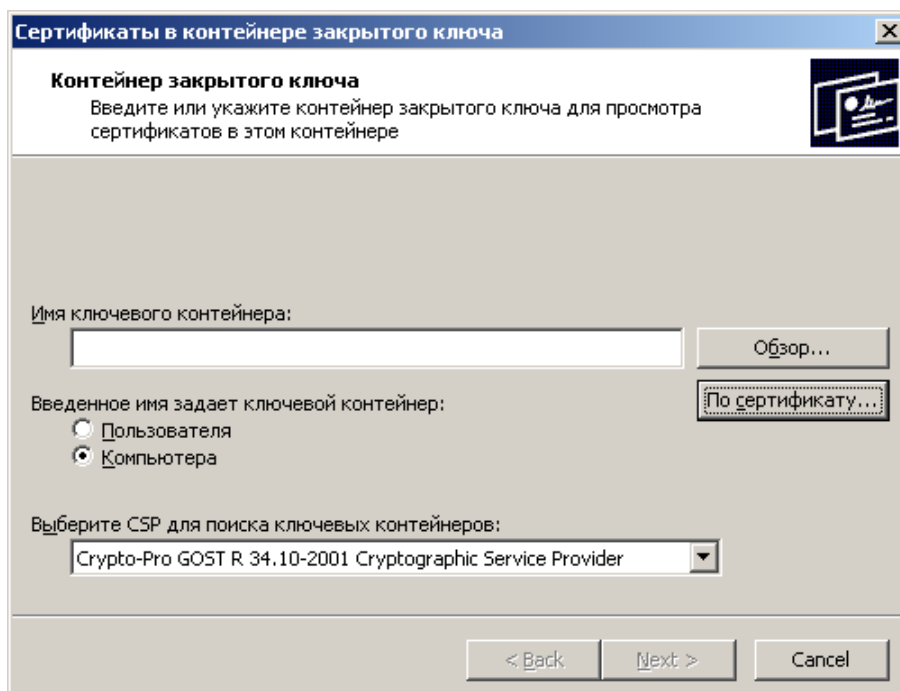 Сертификаты в контейнере закрытого ключа
Контейнер закрытого ключа
Введите или укажите контейнер закрытого ключа для просмотра
сертификатов в этом контейнере
Имя ключевого контейнера:
Обзор...
Введенное имя задает ключевой контейнер:
По сертификату...
Пользователя
Компьютера
Выберите CSP для поиска ключевых контейнеров:
Crypto-Pro GOST R 34.10-2001 Cryptographic Service Provider
< Back Next > Cancel